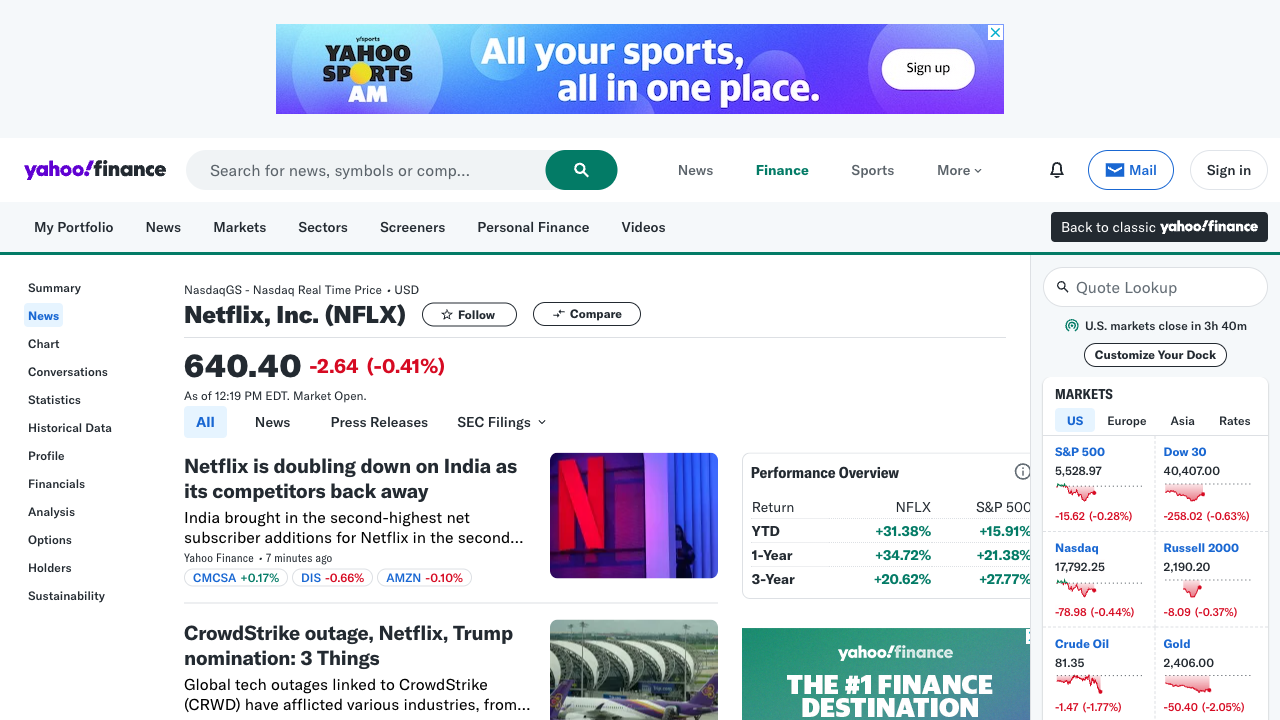 y/sports
YAHOO
SPORTS
AM
All your sports,
all in one place.
Sign up
yahoo!finance
Search for news, symbols or comp...
News
Finance
Sports
More
Mail
Sign in
My Portfolio
News
Markets
Sectors
Screeners
Personal Finance
Videos
Back to classic yahoo!finance
Summary
News
Chart
Conversations
Statistics
Historical Data
Profile
Financials
Analysis
Options
Holders
Sustainability
NasdaqGS - Nasdaq Real Time Price • USD
Netflix, Inc. (NFLX)
Follow
Compare
640.40 -2.64 (-0.41%)
As of 12:19 PM EDT. Market Open.
All
News
Press Releases
SEC Filings
Netflix is doubling down on India as
its competitors back away
India brought in the second-highest net
subscriber additions for Netflix in the second...
Yahoo Finance • 7 minutes ago
CMCSA +0.17%
DIS -0.66%
AMZN -0.10%
CrowdStrike outage, Netflix, Trump
nomination: 3 Things
Global tech outages linked to CrowdStrike
(CRWD) have afflicted various industries, from...
Performance Overview
Return NFLX S&P 500
YTD +31.38% +15.91%
1-Year +34.72% +21.38%
3-Year +20.62% +27.77%
yahoo!finance
THE #1 FINANCE
DESTINATION
Quote Lookup
U.S. markets close in 3h 40m
Customize Your Dock
MARKETS
US
Europe
Asia
Rates
S&P 500
5,528.97
-15.62 (-0.28%)
Dow 30
40,407.00
-258.02 (-0.63%)
Nasdaq
17,792.25
-78.98 (-0.44%)
Russell 2000
2,190.20
-8.09 (-0.37%)
Crude Oil
81.35
-1.47 (-1.77%)
Gold
2,406.00
-50.40 (-2.05%)